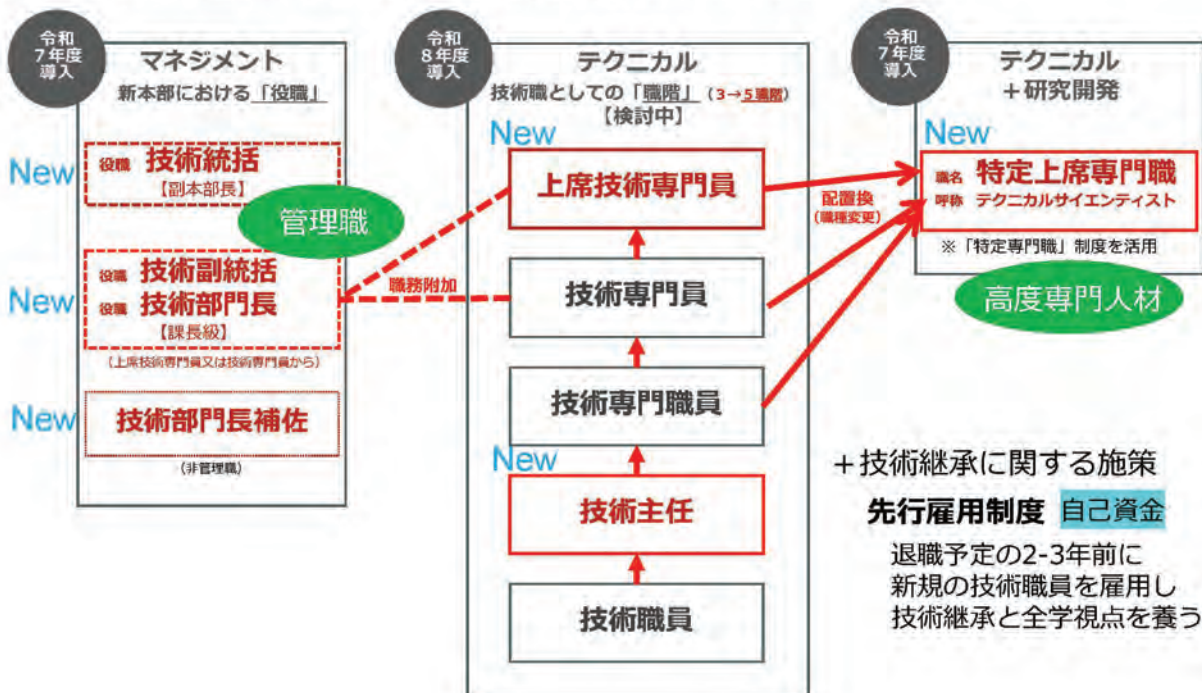 令和
7年度
導入
マネジメント
新本部における「役職」
New
役職 技術統括
【副本部長】
管理職
New
役職 技術副統括
役職 技術部門長
【課長級】
(上席技術専門員又は技術専門員から)
New
技術部門長補佐
(非管理職)
職務附加
令和
8年度
導入
テクニカル
技術職としての「職階」(3→5職階)
【検討中】
New
上席技術専門員
技術専門員
技術専門職員
New
技術主任
技術職員
配置換
(職種変更)
令和
7年度
導入
テクニカル
+研究開発
New
職名 特定上席専門職
呼称 テクニカルサイエンティスト
※「特定専門職」制度を活用
高度専門人材
+技術継承に関する施策
先行雇用制度 自己資金
退職予定の2-3年前に
新規の技術職員を雇用し
技術継承と全学視点を養う